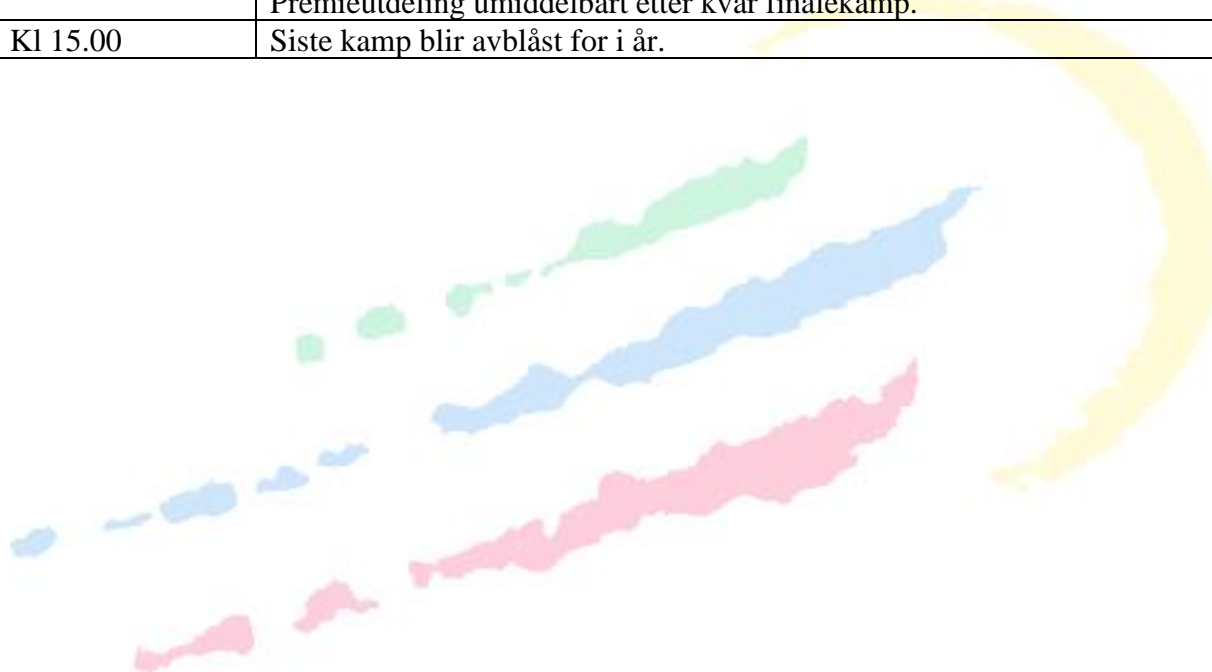 Premieutdeling umiddelbart etter kvar finalekamp.
Kl 15.00 Siste kamp blir avblåst for i år.